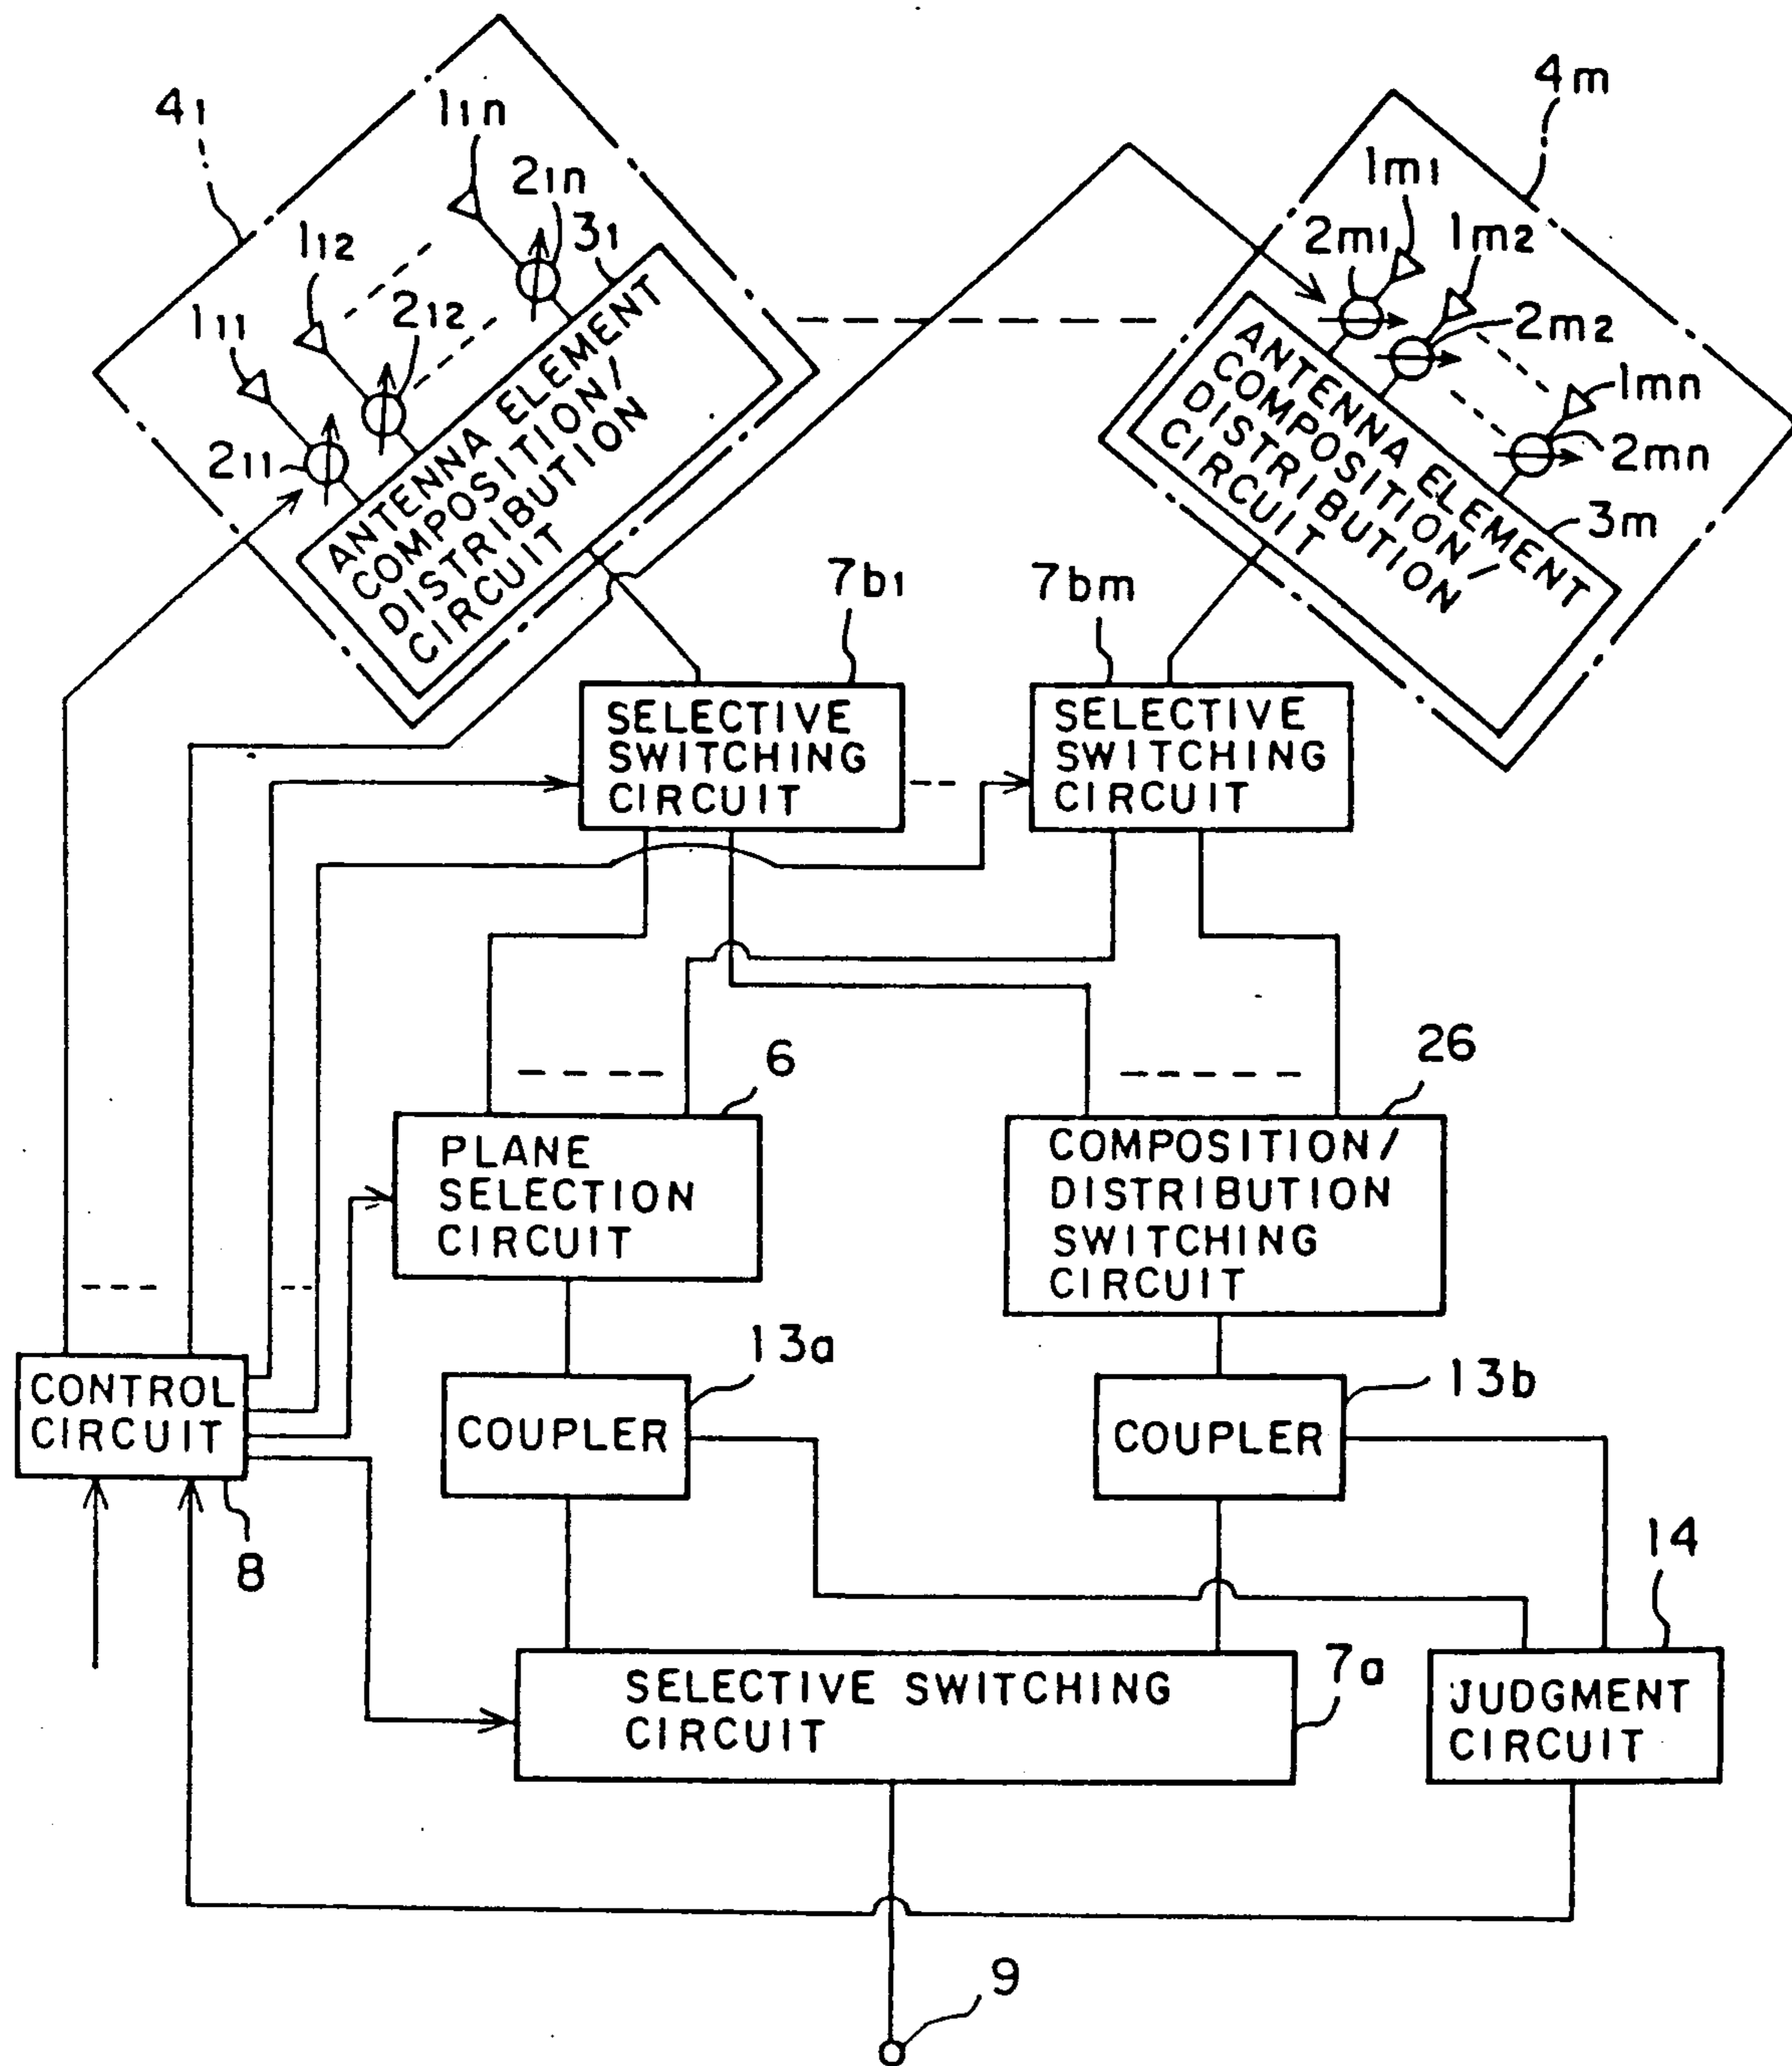 41
11n
21n
31
112
212
111
211
ANTENNA ELEMENT
COMPOSITION/
DISTRIBUTION
CIRCUIT
4m
1m1
2m1
1m2
2m2
1mn
2mn
3m
ANTENNA ELEMENT
COMPOSITION/
DISTRIBUTION
CIRCUIT
7b1
7bm
SELECTIVE
SWITCHING
CIRCUIT
SELECTIVE
SWITCHING
CIRCUIT
6
26
PLANE
SELECTION
CIRCUIT
COMPOSITION/
DISTRIBUTION
SWITCHING
CIRCUIT
13a
13b
CONTROL
CIRCUIT
COUPLER
COUPLER
8
14
7a
SELECTIVE SWITCHING
CIRCUIT
JUDGMENT
CIRCUIT
9